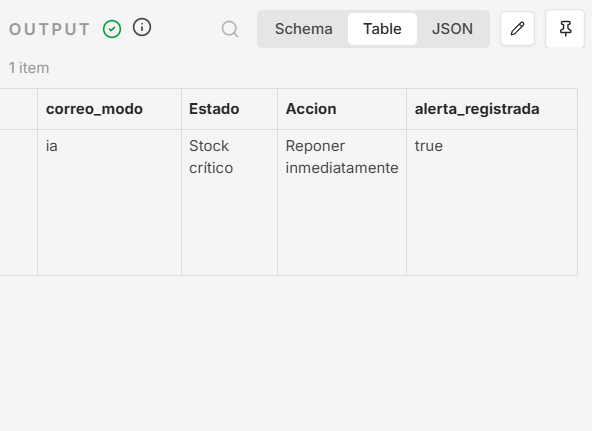 OUTPUT
Schema Table JSON
1 item
correo_modo Estado Accion alerta_registrada
ia Stock Reponer true
crítico inmediatamente